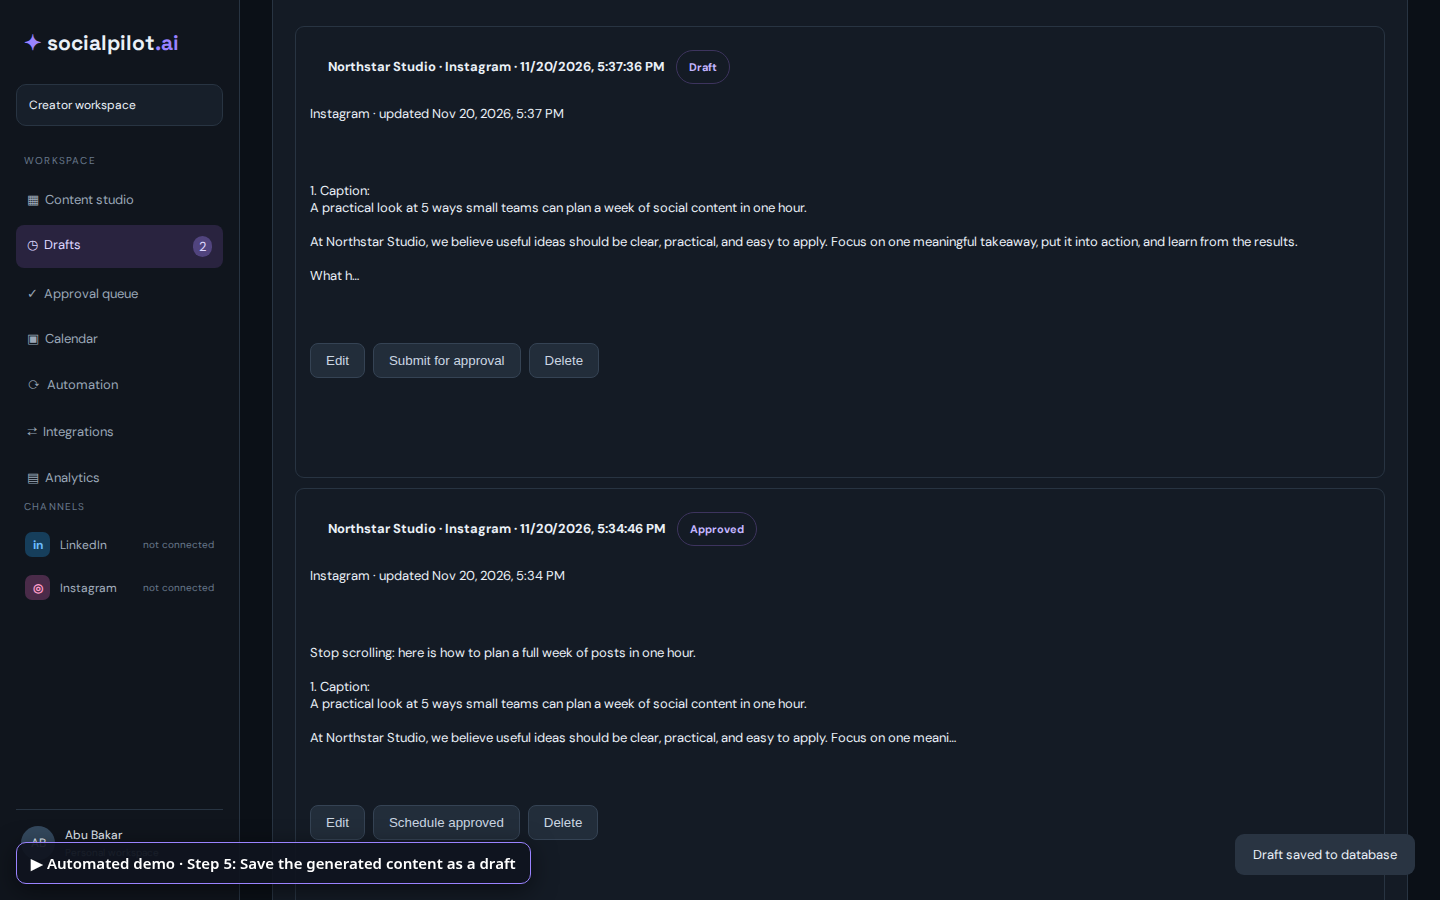 socialpilot.ai
Creator workspace
WORKSPACE
Content studio
Drafts 2
Approval queue
Calendar
Automation
Integrations
Analytics
CHANNELS
in LinkedIn not connected
Instagram not connected
Abu Bakar
Northstar Studio · Instagram · 11/20/2026, 5:37:36 PM Draft
Instagram · updated Nov 20, 2026, 5:37 PM
1. Caption:
A practical look at 5 ways small teams can plan a week of social content in one hour.
At Northstar Studio, we believe useful ideas should be clear, practical, and easy to apply. Focus on one meaningful takeaway, put it into action, and learn from the results.
What h...
Edit Submit for approval Delete
Northstar Studio · Instagram · 11/20/2026, 5:34:46 PM Approved
Instagram · updated Nov 20, 2026, 5:34 PM
Stop scrolling: here is how to plan a full week of posts in one hour.
1. Caption:
A practical look at 5 ways small teams can plan a week of social content in one hour.
At Northstar Studio, we believe useful ideas should be clear, practical, and easy to apply. Focus on one meani...
Edit Schedule approved Delete
▶ Automated demo · Step 5: Save the generated content as a draft
Draft saved to database